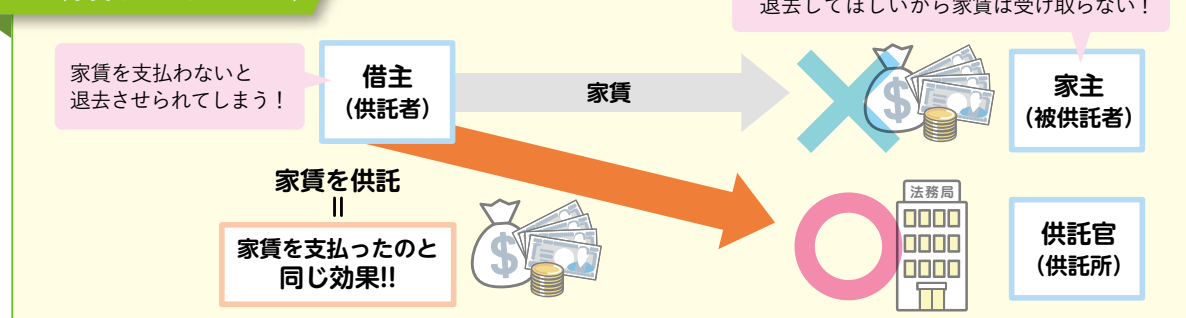 退去してほしいから家賃は受け取らない！
家賃を支払わないと
退去させられてしまう！
借主
（供託者）
家賃
$
家主
（被供託者）
家賃を供託
＝
家賃を支払ったのと
同じ効果!!
$
法務局
供託官
（供託所）